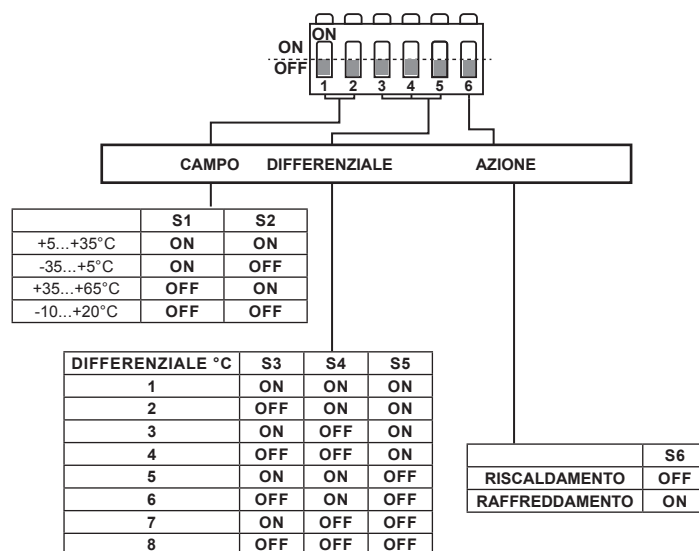 ON
ON
OFF
1 2 3 4 5 6
CAMPO DIFFERENZIALE AZIONE
S1 S2
+5...+35°C ON ON
-35...+5°C ON OFF
+35...+65°C OFF ON
-10...+20°C OFF OFF
DIFFERENZIALE °C S3 S4 S5
1 ON ON ON
2 OFF ON ON
3 ON OFF ON
4 OFF OFF ON
5 ON ON OFF
6 OFF ON OFF
7 ON OFF OFF
8 OFF OFF OFF
S6
RISCALDAMENTO OFF
RAFFREDDAMENTO ON